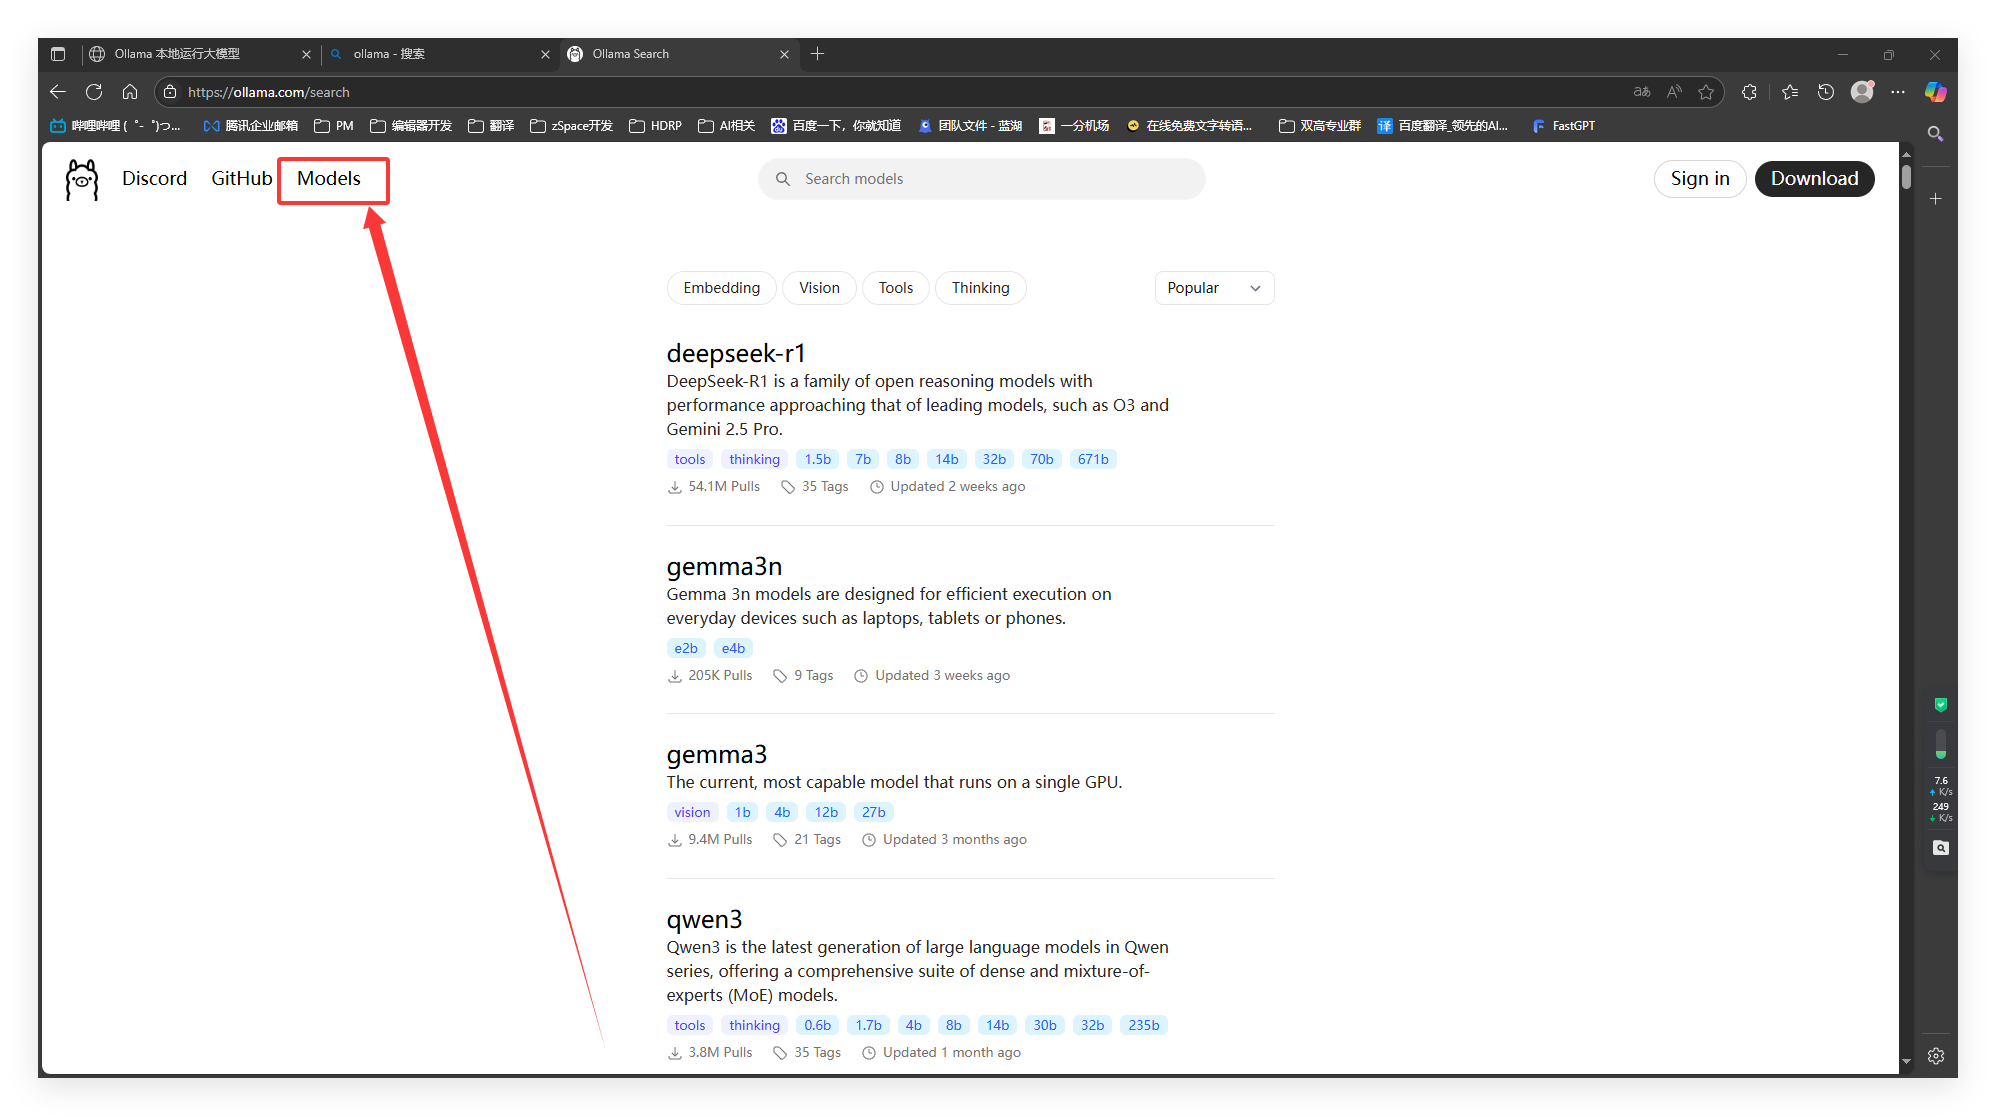 Ollama 本地运行大模型
ollama - 搜索
Ollama Search
https://ollama.com/search
哔哩哔哩 (゜-゜)つ...
腾讯企业邮箱
PM
编辑器开发
翻译
zSpace开发
HDRP
AI相关
百度一下，你就知道
团队文件 - 蓝湖
一分机场
在线免费文字转语...
双高专业群
百度翻译_领先的AI...
FastGPT
Discord
GitHub
Models
Search models
Sign in
Download
Embedding
Vision
Tools
Thinking
Popular
deepseek-r1
DeepSeek-R1 is a family of open reasoning models with
performance approaching that of leading models, such as O3 and
Gemini 2.5 Pro.
tools thinking 1.5b 7b 8b 14b 32b 70b 671b
54.1M Pulls 35 Tags Updated 2 weeks ago
gemma3n
Gemma 3n models are designed for efficient execution on
everyday devices such as laptops, tablets or phones.
e2b e4b
205K Pulls 9 Tags Updated 3 weeks ago
gemma3
The current, most capable model that runs on a single GPU.
vision 1b 4b 12b 27b
9.4M Pulls 21 Tags Updated 3 months ago
qwen3
Qwen3 is the latest generation of large language models in Qwen
series, offering a comprehensive suite of dense and mixture-of-
experts (MoE) models.
tools thinking 0.6b 1.7b 4b 8b 14b 30b 32b 235b
3.8M Pulls 35 Tags Updated 1 month ago
7.6
K/s
249
K/s